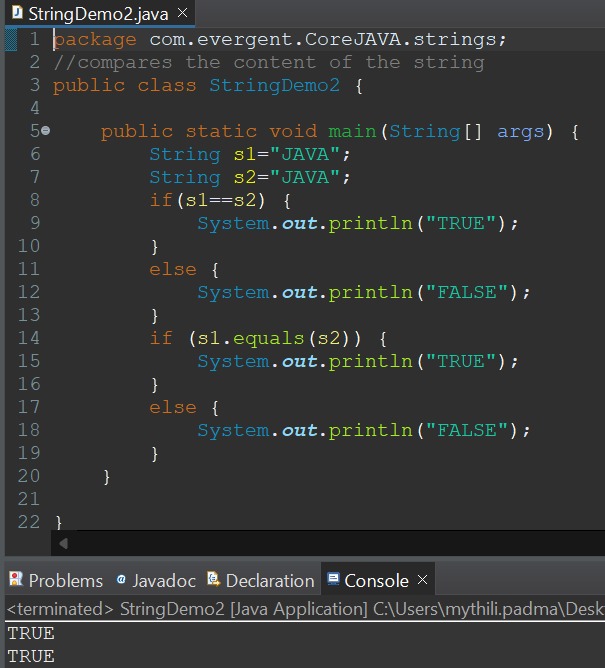 StringDemo2.java ×
1 package com.evergent.CoreJAVA.strings;
2 //compares the content of the string
3 public class StringDemo2 {
4
5 public static void main(String[] args) {
6 String s1="JAVA";
7 String s2="JAVA";
8 if(s1==s2) {
9 System.out.println("TRUE");
10 }
11 else {
12 System.out.println("FALSE");
13 }
14 if (s1.equals(s2)) {
15 System.out.println("TRUE");
16 }
17 else {
18 System.out.println("FALSE");
19 }
20 }
21
22 }
Problems @ Javadoc Declaration Console ×
<terminated> StringDemo2 [Java Application] C:\Users\mythili.padma\Desk
TRUE
TRUE